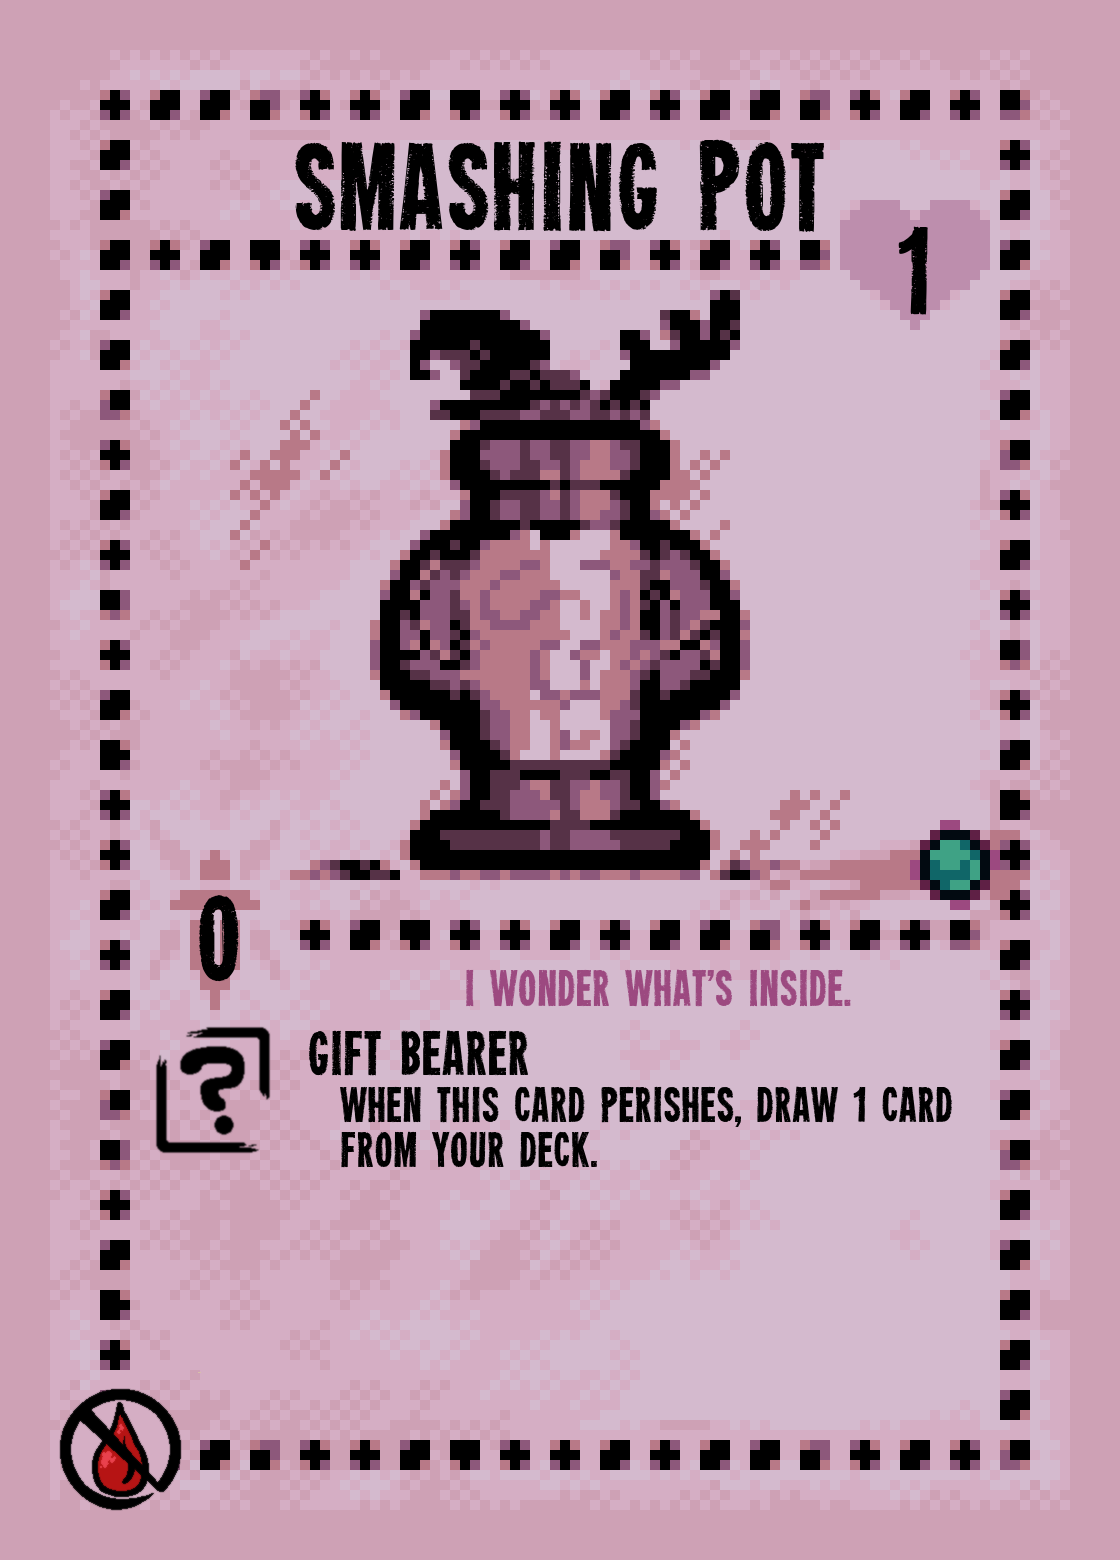 SMASHING POT
1
0
I WONDER WHAT'S INSIDE.
?
GIFT BEARER
WHEN THIS CARD PERISHES, DRAW 1 CARD
FROM YOUR DECK.